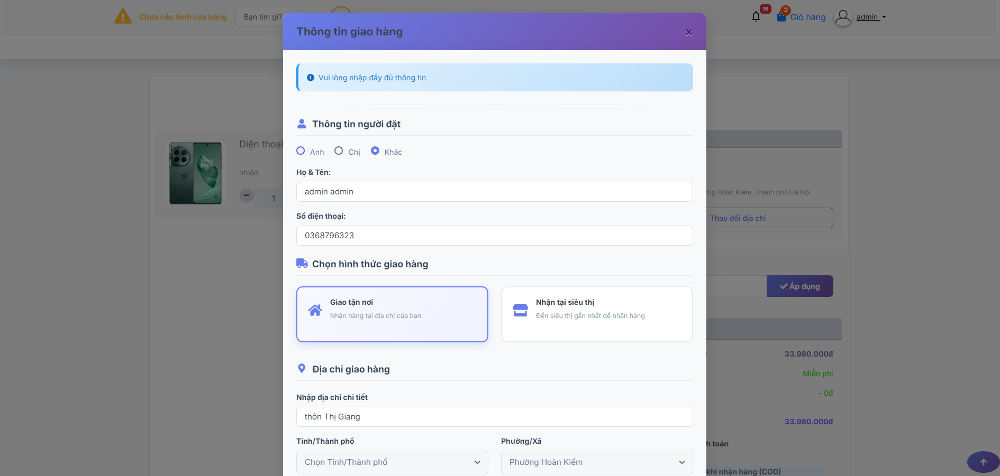 Chưa cấu hình cửa hàng
Bạn tìm gì?
16
2
Giỏ hàng
admin
Thông tin giao hàng
×
Vui lòng nhập đầy đủ thông tin
Thông tin người đặt
Anh
Chị
Khác
Họ & Tên:
admin admin
Số điện thoại:
0368796323
Chọn hình thức giao hàng
Giao tận nơi
Nhận hàng tại địa chỉ của bạn
Nhận tại siêu thị
Đến siêu thị gần nhất để nhận hàng
Địa chỉ giao hàng
Nhập địa chỉ chi tiết
thôn Thị Giang
Tỉnh/Thành phố
Phường/Xã
Chọn Tỉnh/Thành phố
Phường Hoàn Kiếm
Điện thoại
Never
Settle
nhiên
1
Hoàn Kiếm, Thành phố Hà Nội
Thay đổi địa chỉ
Áp dụng
33.980.000đ
Miễn phí
- 0đ
33.980.000đ
toán
khi nhận hàng (COD)